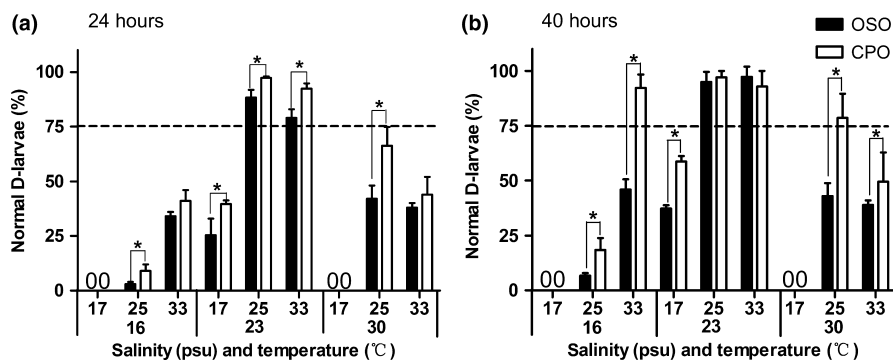 (a) 24 hours
Normal D-larvae (%)
100
75
50
25
0
* * * * * 
00 00
17 25 33 17 25 33 17 25 33
16 23 30
Salinity (psu) and temperature (℃)
(b) 40 hours
OSO
CPO
Normal D-larvae (%)
100
75
50
25
0
* * * * *
00 00
17 25 33 17 25 33 17 25 33
16 23 30
Salinity (psu) and temperature (℃)